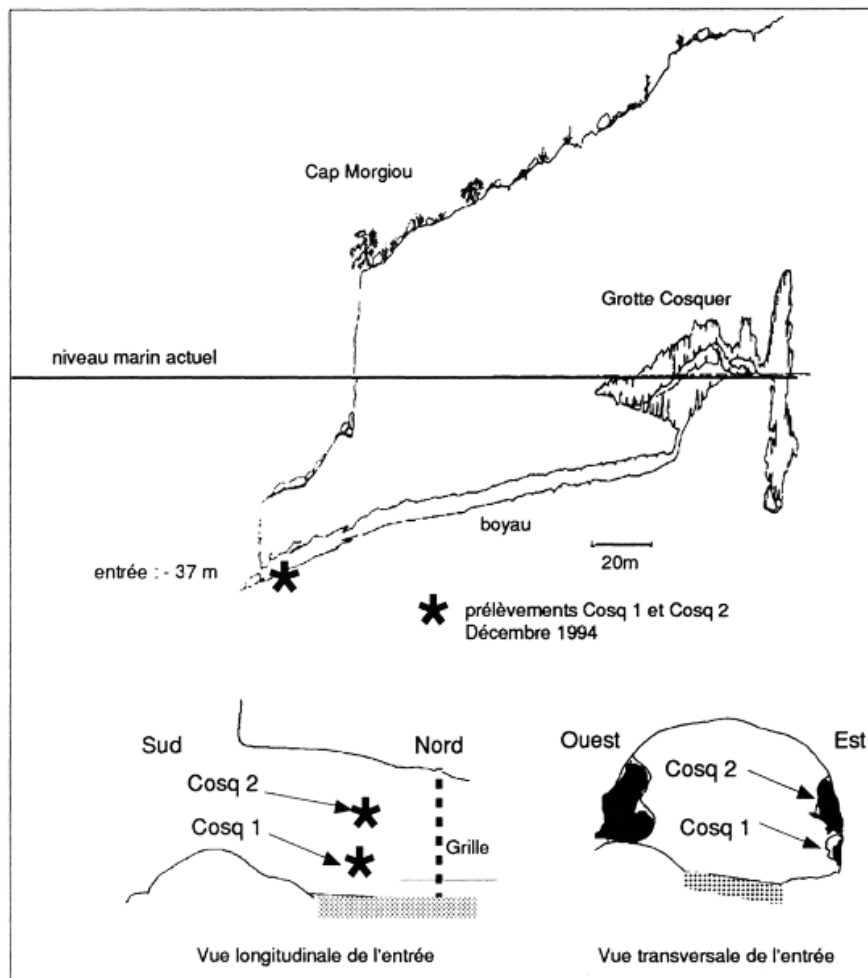 Cap Morgiou
Grotte Cosquer
niveau marin actuel
boyau
20m
entrée : - 37 m
prélèvements Cosq 1 et Cosq 2
Décembre 1994
Sud
Nord
Cosq 2
Cosq 1
Grille
Vue longitudinale de l'entrée
Ouest
Est
Cosq 2
Cosq 1
Vue transversale de l'entrée